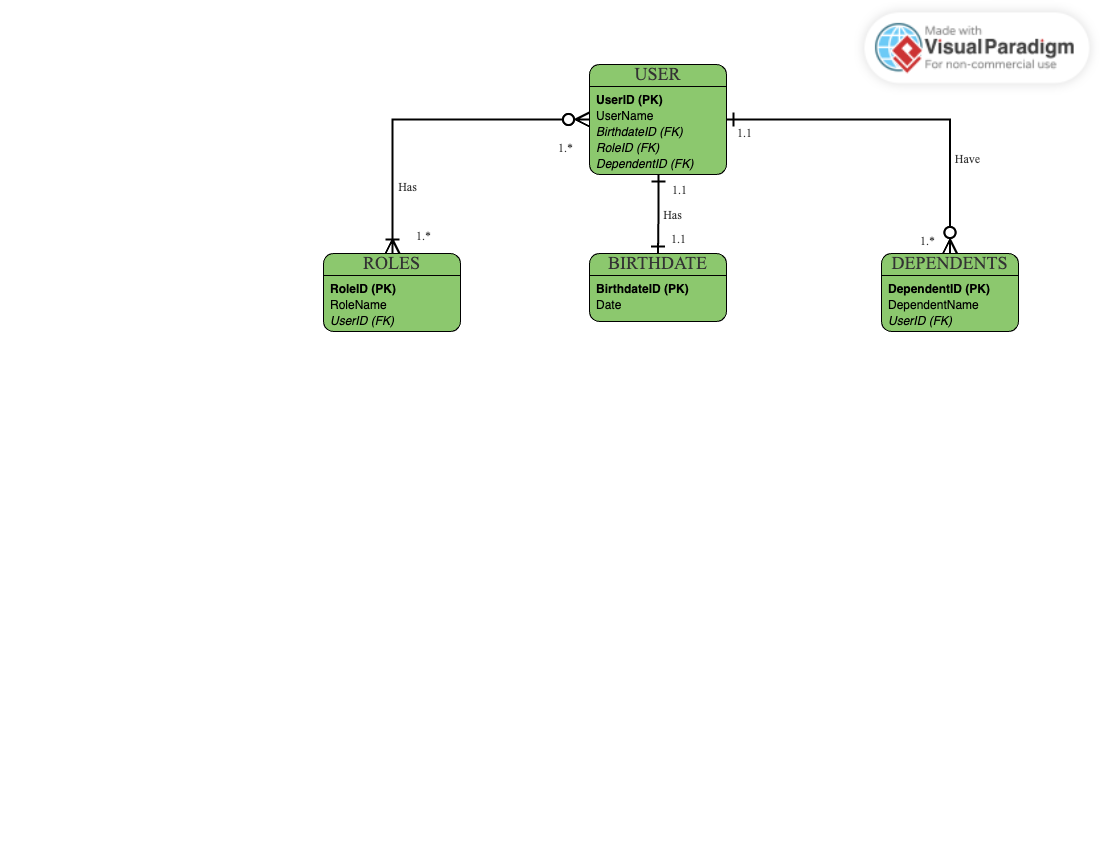 Made with
Visual Paradigm
For non-commercial use
USER
UserID (PK)
UserName
BirthdateID (FK)
RoleID (FK)
DependentID (FK)
1.*
1.1
Have
Has
1.1
Has
1.*
1.1
1.*
ROLES
RoleID (PK)
RoleName
UserID (FK)
BIRTHDATE
BirthdateID (PK)
Date
DEPENDENTS
DependentID (PK)
DependentName
UserID (FK)